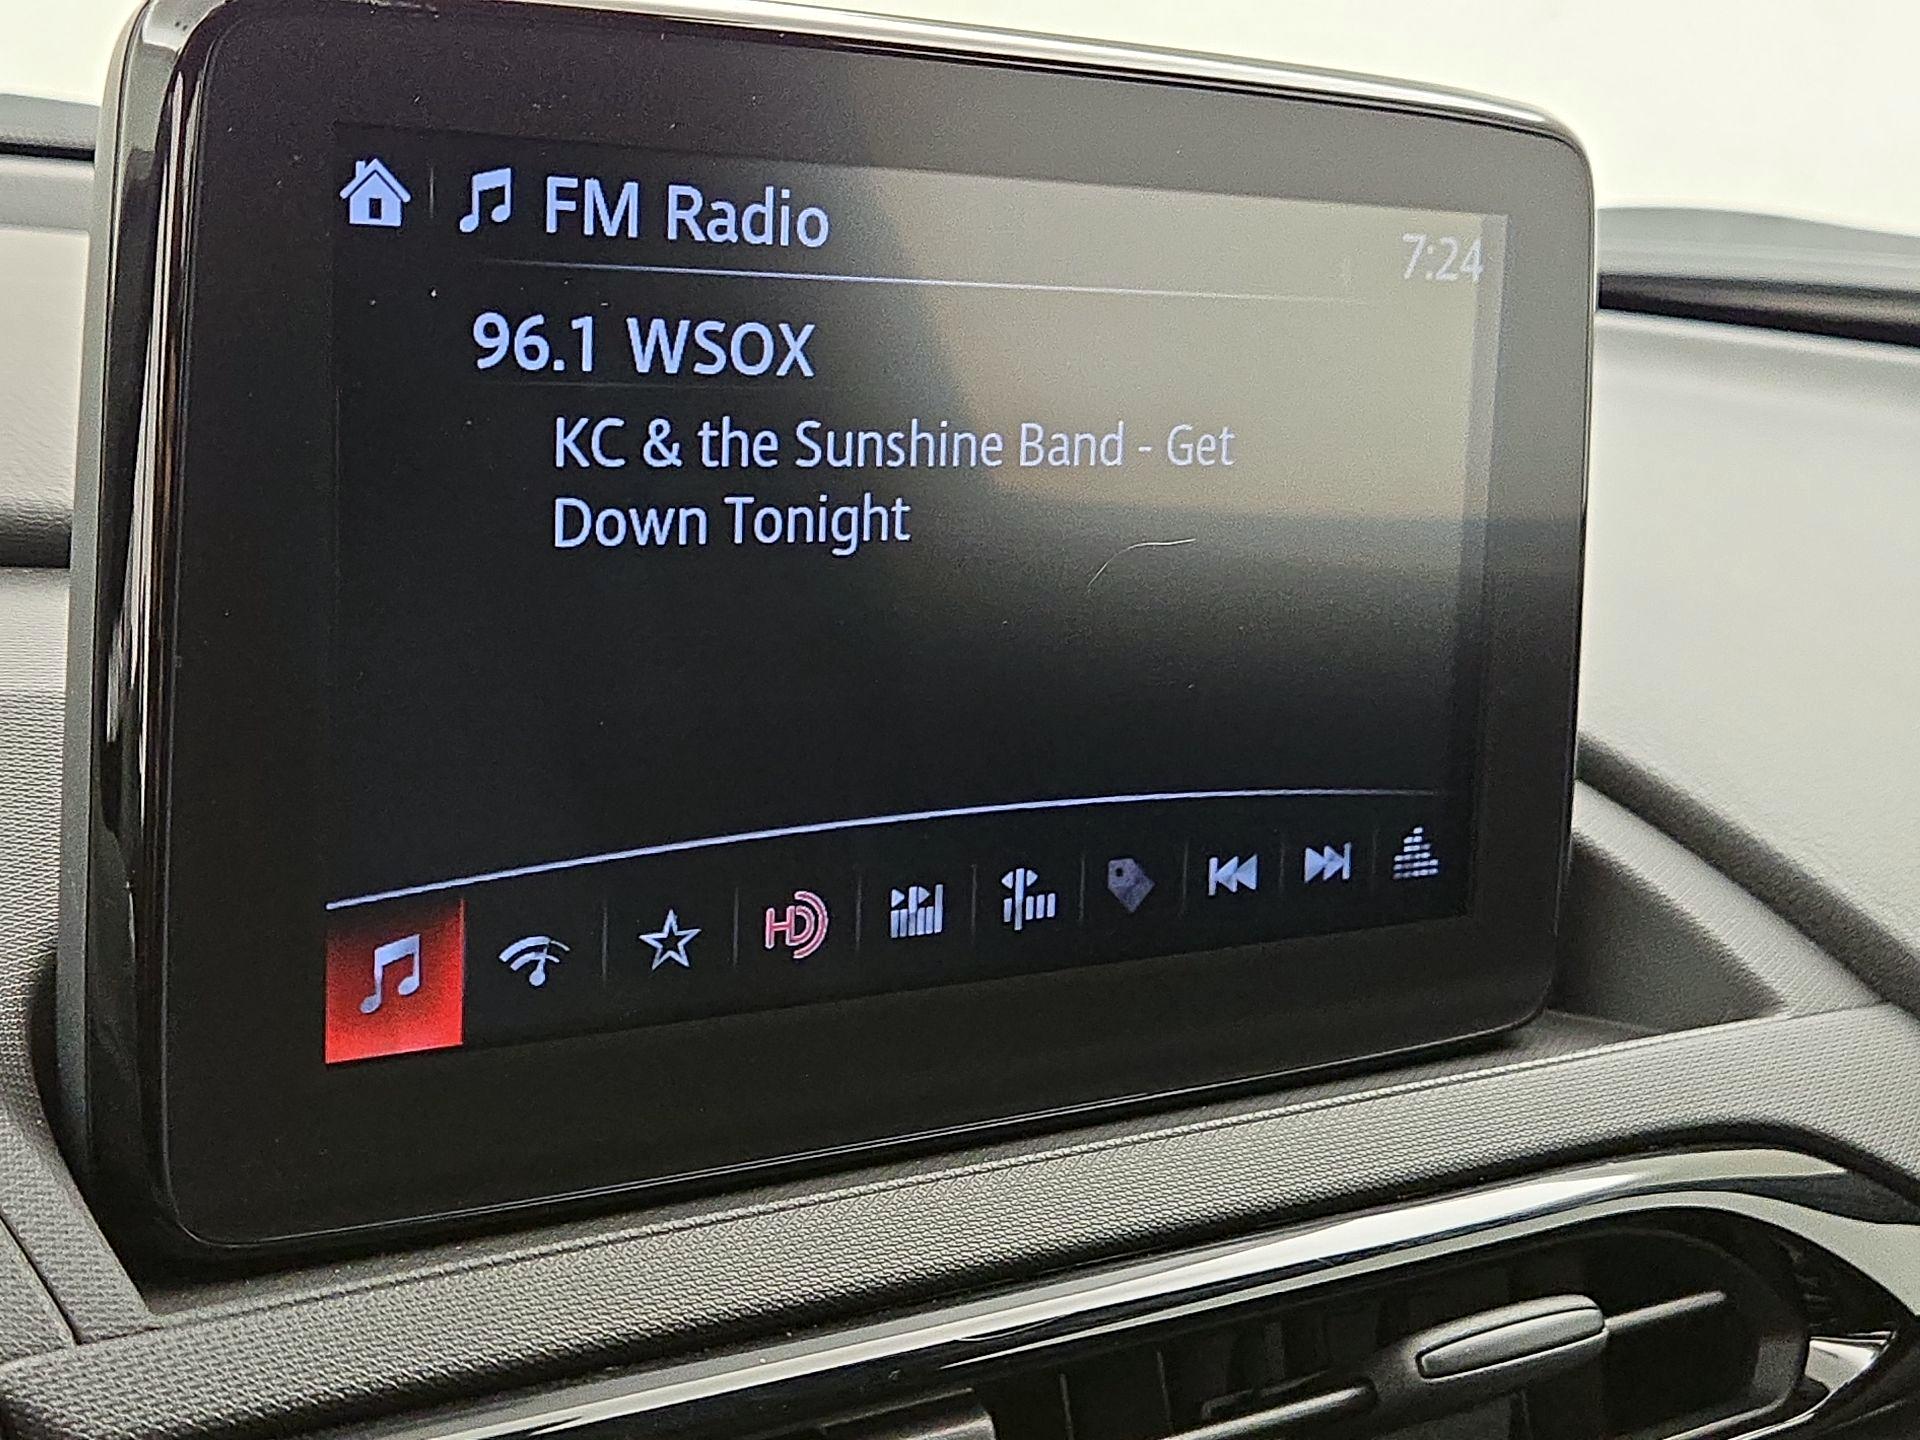 FM Radio
7:24
96.1 WSOX
KC & the Sunshine Band - Get
Down Tonight
HD